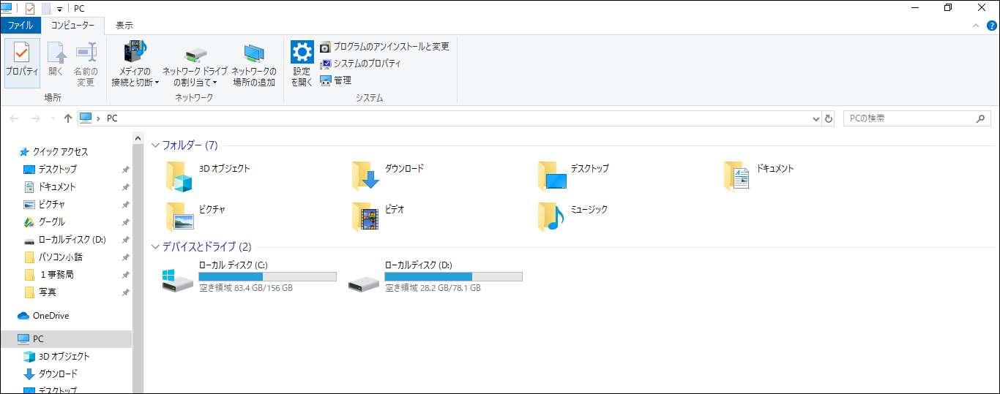 PC
ファイル
コンピューター
表示
プロパティ
開く
名前の
変更
場所
メディアの
接続と切断
ネットワーク ドライブ
の割り当て
ネットワークの
場所の追加
ネットワーク
設定
を開く
プログラムのアンインストールと変更
システムのプロパティ
管理
システム
PC
PCの検索
クイック アクセス
デスクトップ
ドキュメント
ピクチャ
グーグル
ローカルディスク (D:)
パソコン小話
１事務局
写真
OneDrive
PC
3D オブジェクト
ダウンロード
デスクトップ
フォルダー (7)
3D オブジェクト
ダウンロード
デスクトップ
ドキュメント
ピクチャ
ビデオ
ミュージック
デバイスとドライブ (2)
ローカル ディスク (C:)
空き領域 83.4 GB/156 GB
ローカルディスク (D:)
空き領域 28.2 GB/78.1 GB